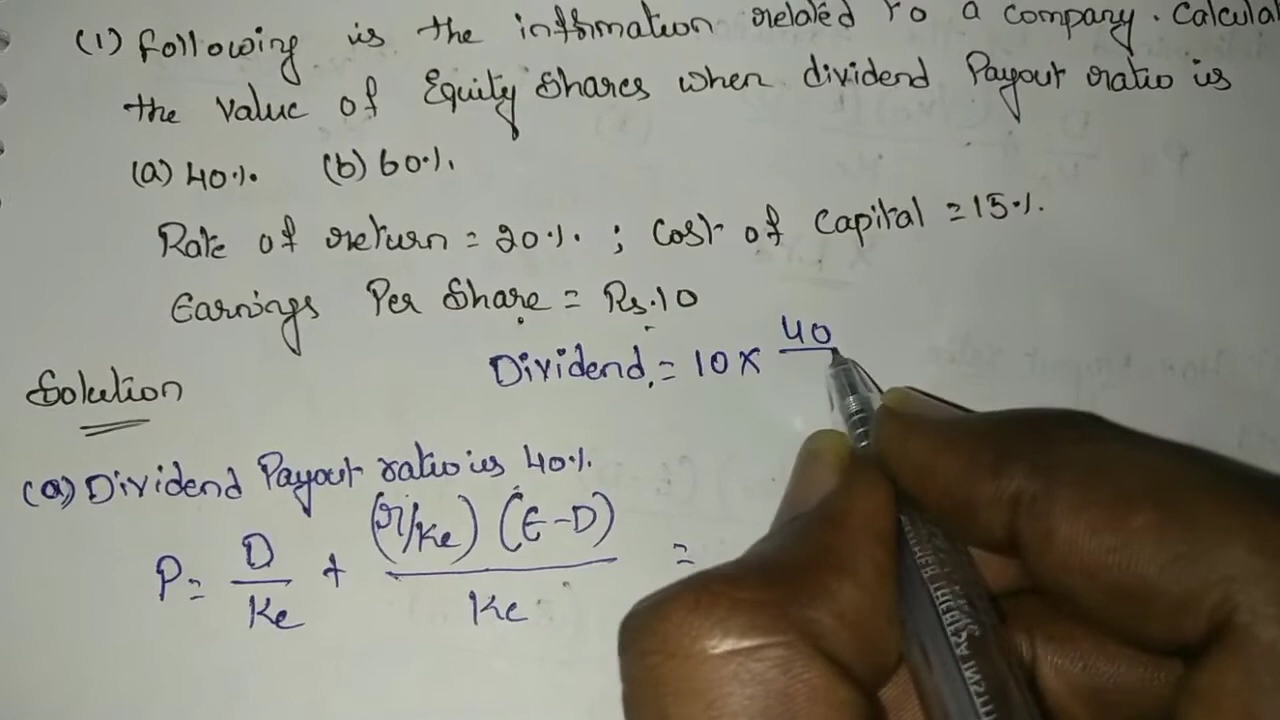 (1) Following is the information related to a company. Calcula
the value of Equity Shares when dividend Payout ratio is
(a) 40%. (b) 60%.
Rate of return = 20%. ; Cost of Capital = 15%.
Earnings Per Share = Rs.10
Dividend = 10 x 40
Solution
(a) Dividend Payout ratio is 40%.
P = D/Ke + (r/Ke) (E-D)/Ke =